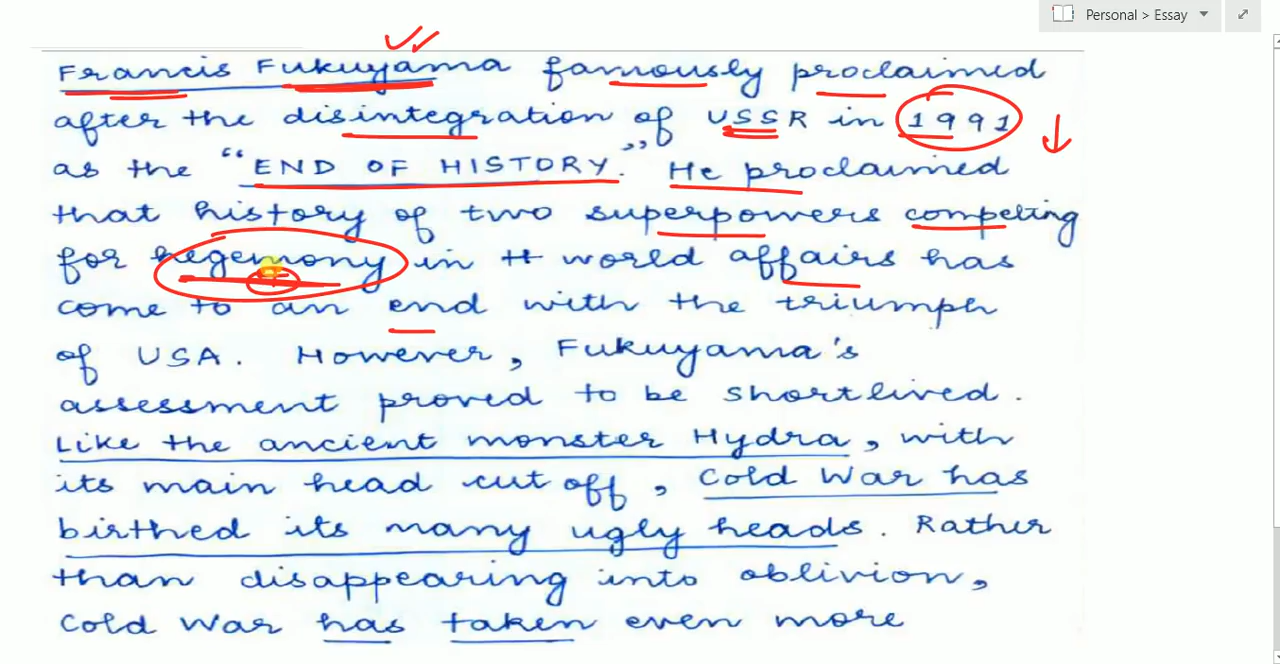 Personal > Essay
Francis Fukuyama famously proclaimed
after the disintegration of USSR in 1991
as the "END OF HISTORY." He proclaimed
that history of two superpowers competing
for hegemony in world affairs has
come to an end with the triumph
of USA. However, Fukuyama's
assessment proved to be shortlived.
Like the ancient monster Hydra, with
its main head cut off, Cold War has
birthed its many ugly heads. Rather
than disappearing into oblivion,
Cold War has taken even more